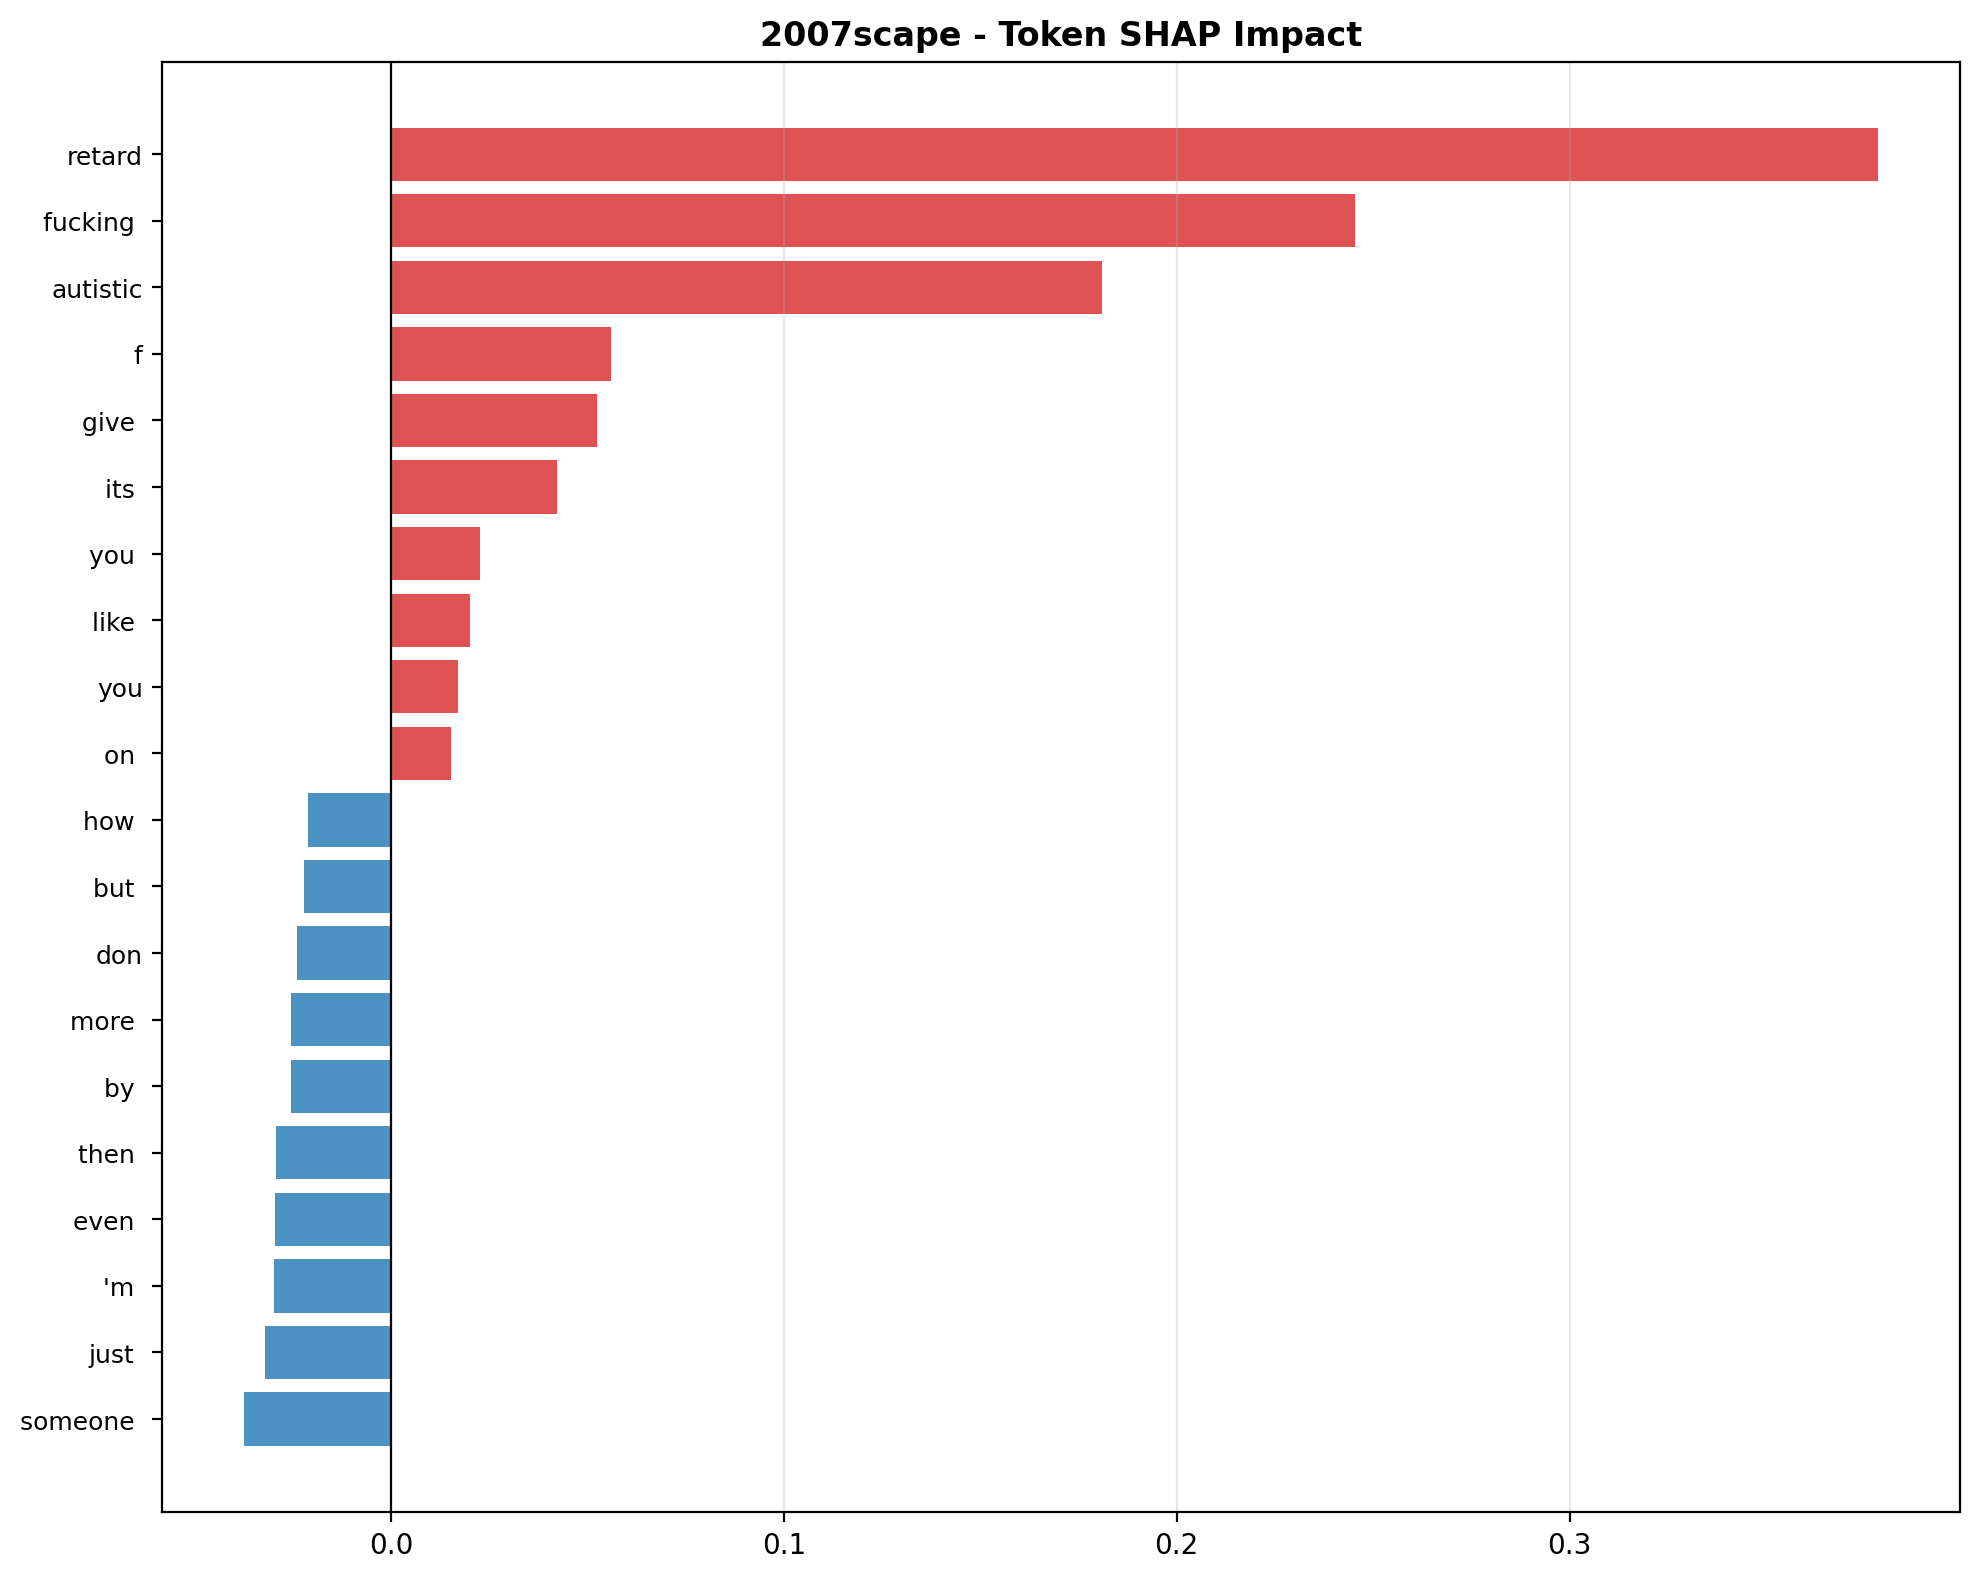 2007scape - Token SHAP Impact
retard
fucking
autistic
f
give
its
you
like
you
on
how
but
don
more
by
then
even
'm
just
someone
0.0 0.1 0.2 0.3